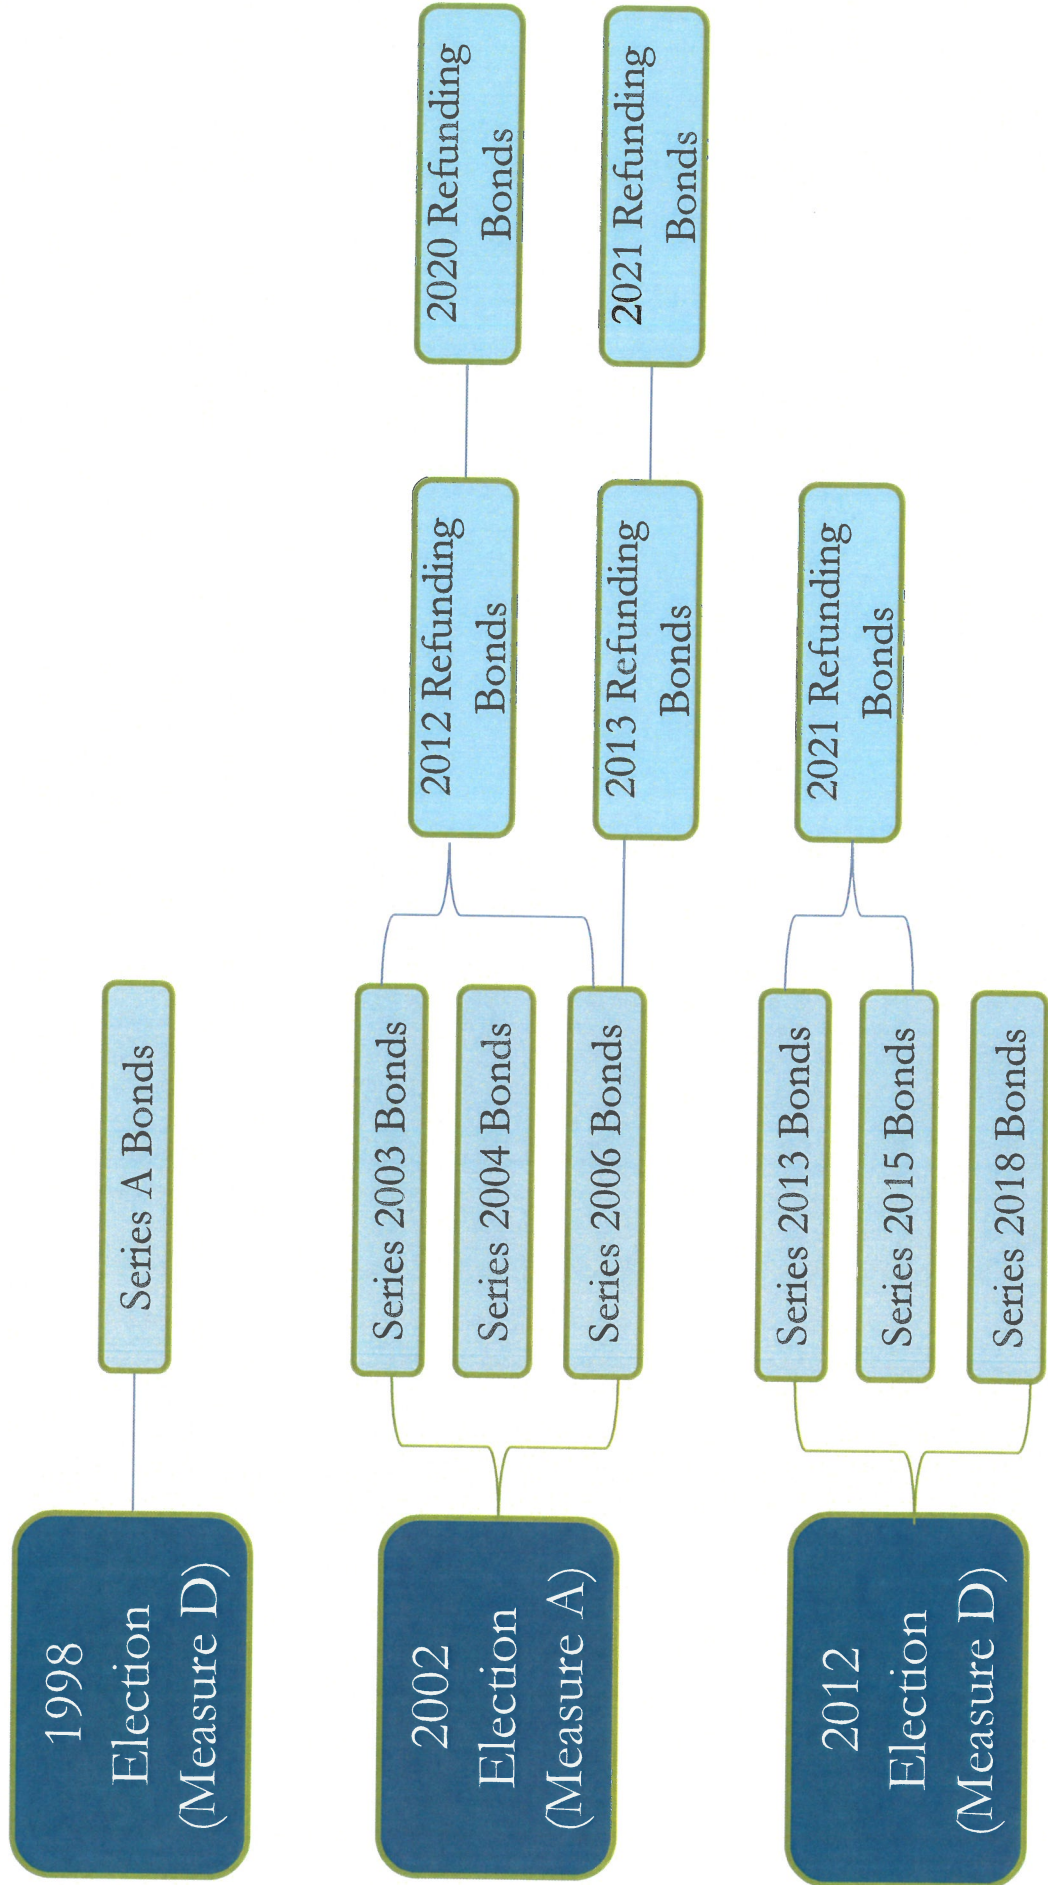 1998
Election
(Measure D)
Series A Bonds
2002
Election
(Measure A)
Series 2003 Bonds
Series 2004 Bonds
Series 2006 Bonds
2012 Refunding
Bonds
2020 Refunding
Bonds
2013 Refunding
Bonds
2021 Refunding
Bonds
2012
Election
(Measure D)
Series 2013 Bonds
Series 2015 Bonds
Series 2018 Bonds
2021 Refunding
Bonds